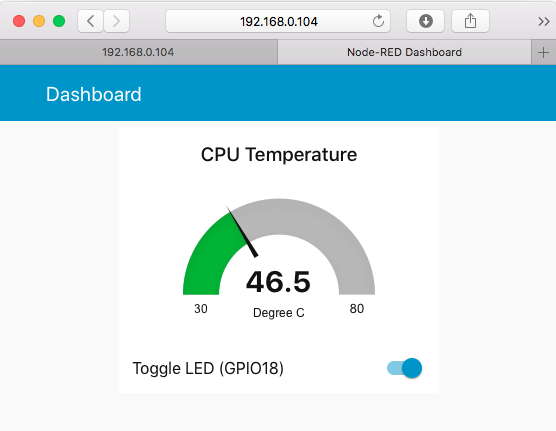 192.168.0.104
192.168.0.104
Node-RED Dashboard
Dashboard
CPU Temperature
46.5
30
Degree C
80
Toggle LED (GPIO18)